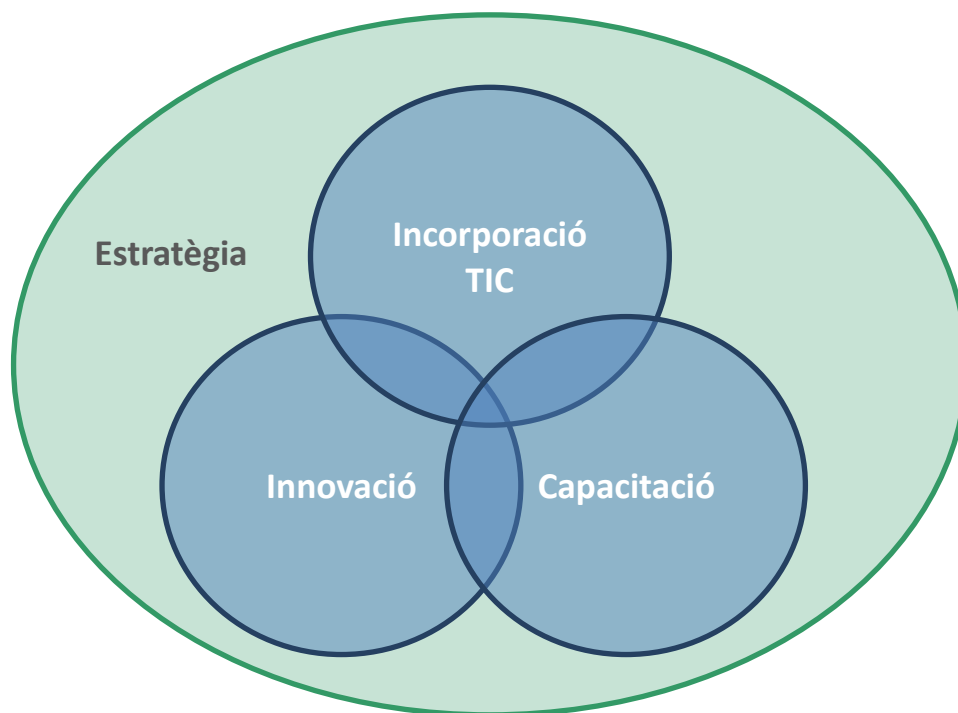 Incorporació
TIC
Estratègia
Innovació
Capacitació